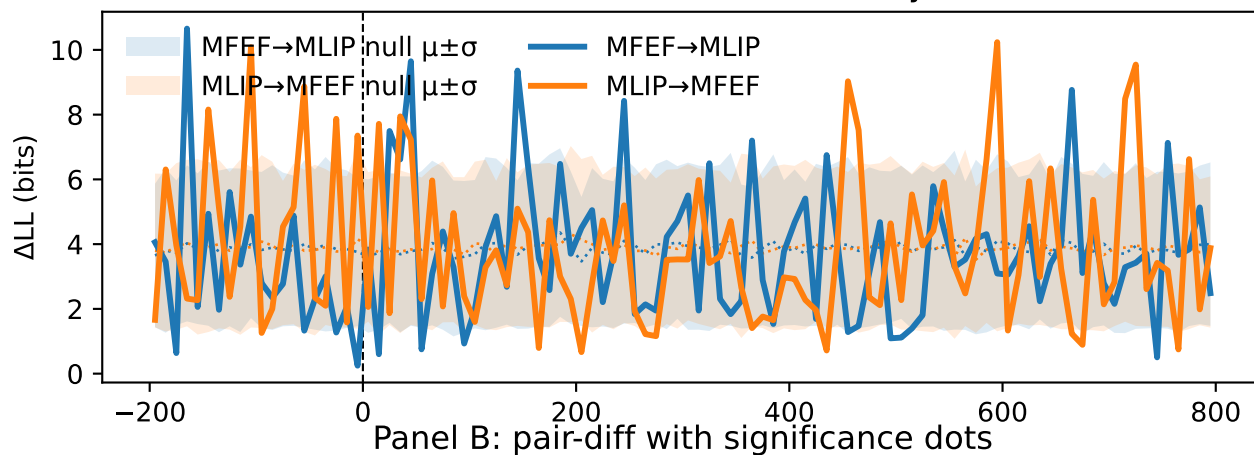 MFEF→MLIP null μ±σ
MLIP→MFEF null μ±σ
MFEF→MLIP
MLIP→MFEF
ΔLL (bits)
10
8
6
4
2
0
−200
0
200
400
600
800
Panel B: pair-diff with significance dots